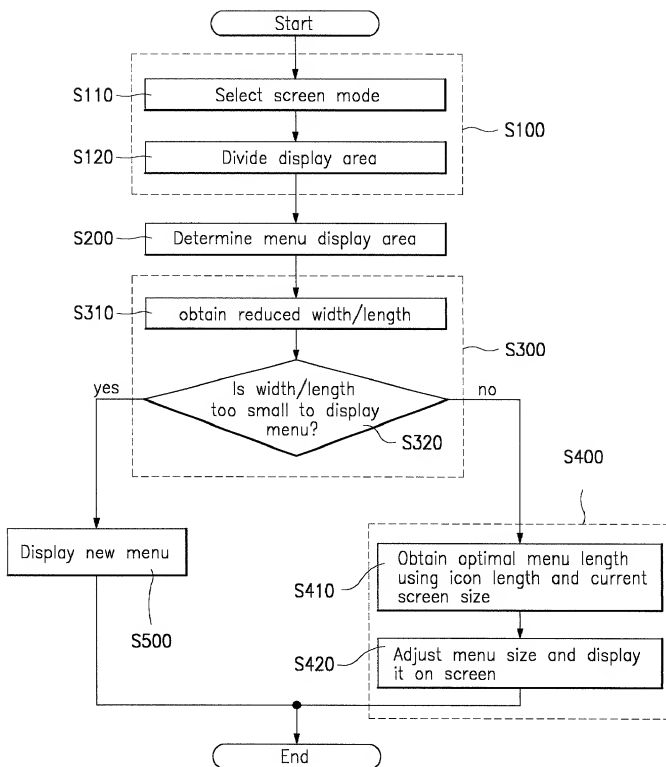 Start
S110
Select screen mode
S100
S120
Divide display area
S200
Determine menu display area
S310
obtain reduced width/length
S300
yes
Is width/length
too small to display
menu?
no
S320
S400
Display new menu
Obtain optimal menu length
using icon length and current
screen size
S410
S500
S420
Adjust menu size and display
it on screen
End